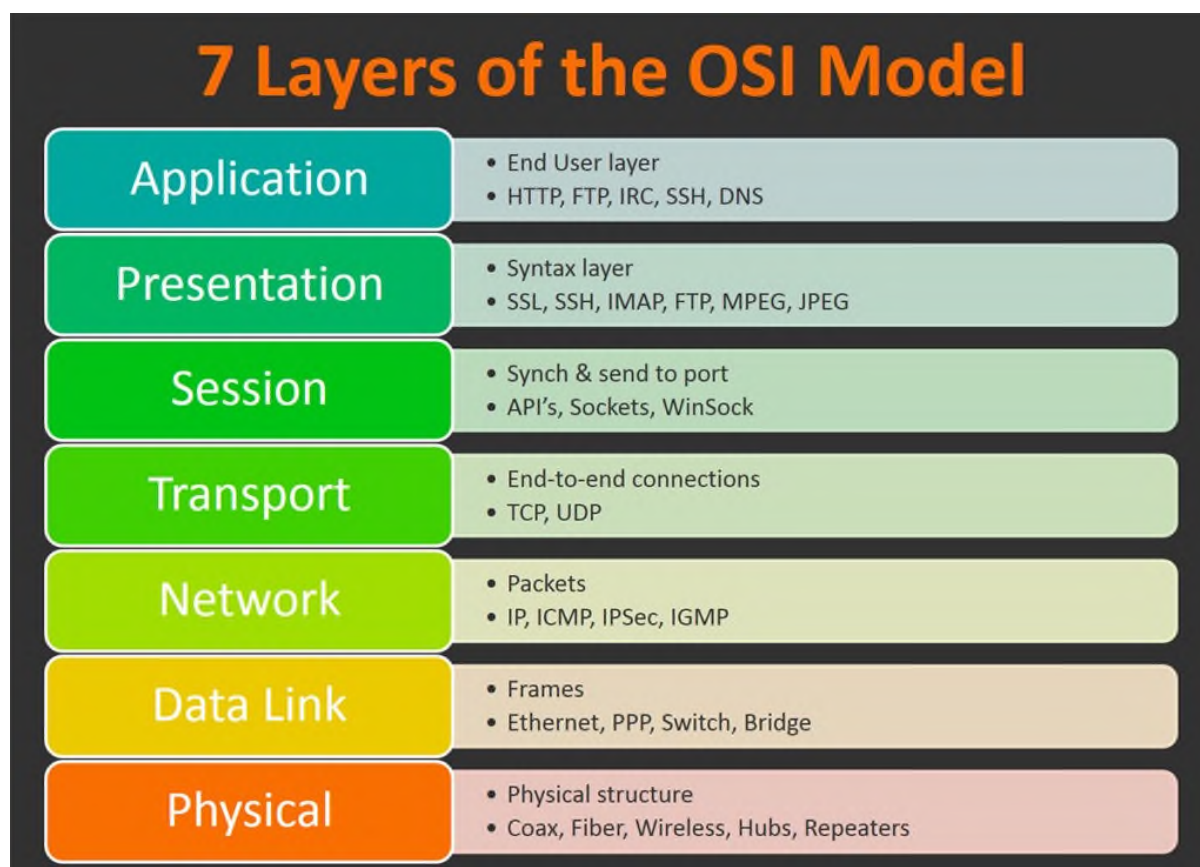 7 Layers of the OSI Model
Application
• End User layer
• HTTP, FTP, IRC, SSH, DNS
Presentation
• Syntax layer
• SSL, SSH, IMAP, FTP, MPEG, JPEG
Session
• Synch & send to port
• API's, Sockets, WinSock
Transport
• End-to-end connections
• TCP, UDP
Network
• Packets
• IP, ICMP, IPSec, IGMP
Data Link
• Frames
• Ethernet, PPP, Switch, Bridge
Physical
• Physical structure
• Coax, Fiber, Wireless, Hubs, Repeaters